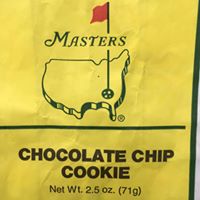 MASTERS
®
CHOCOLATE CHIP
COOKIE
Net Wt. 2.5 oz. (71g)